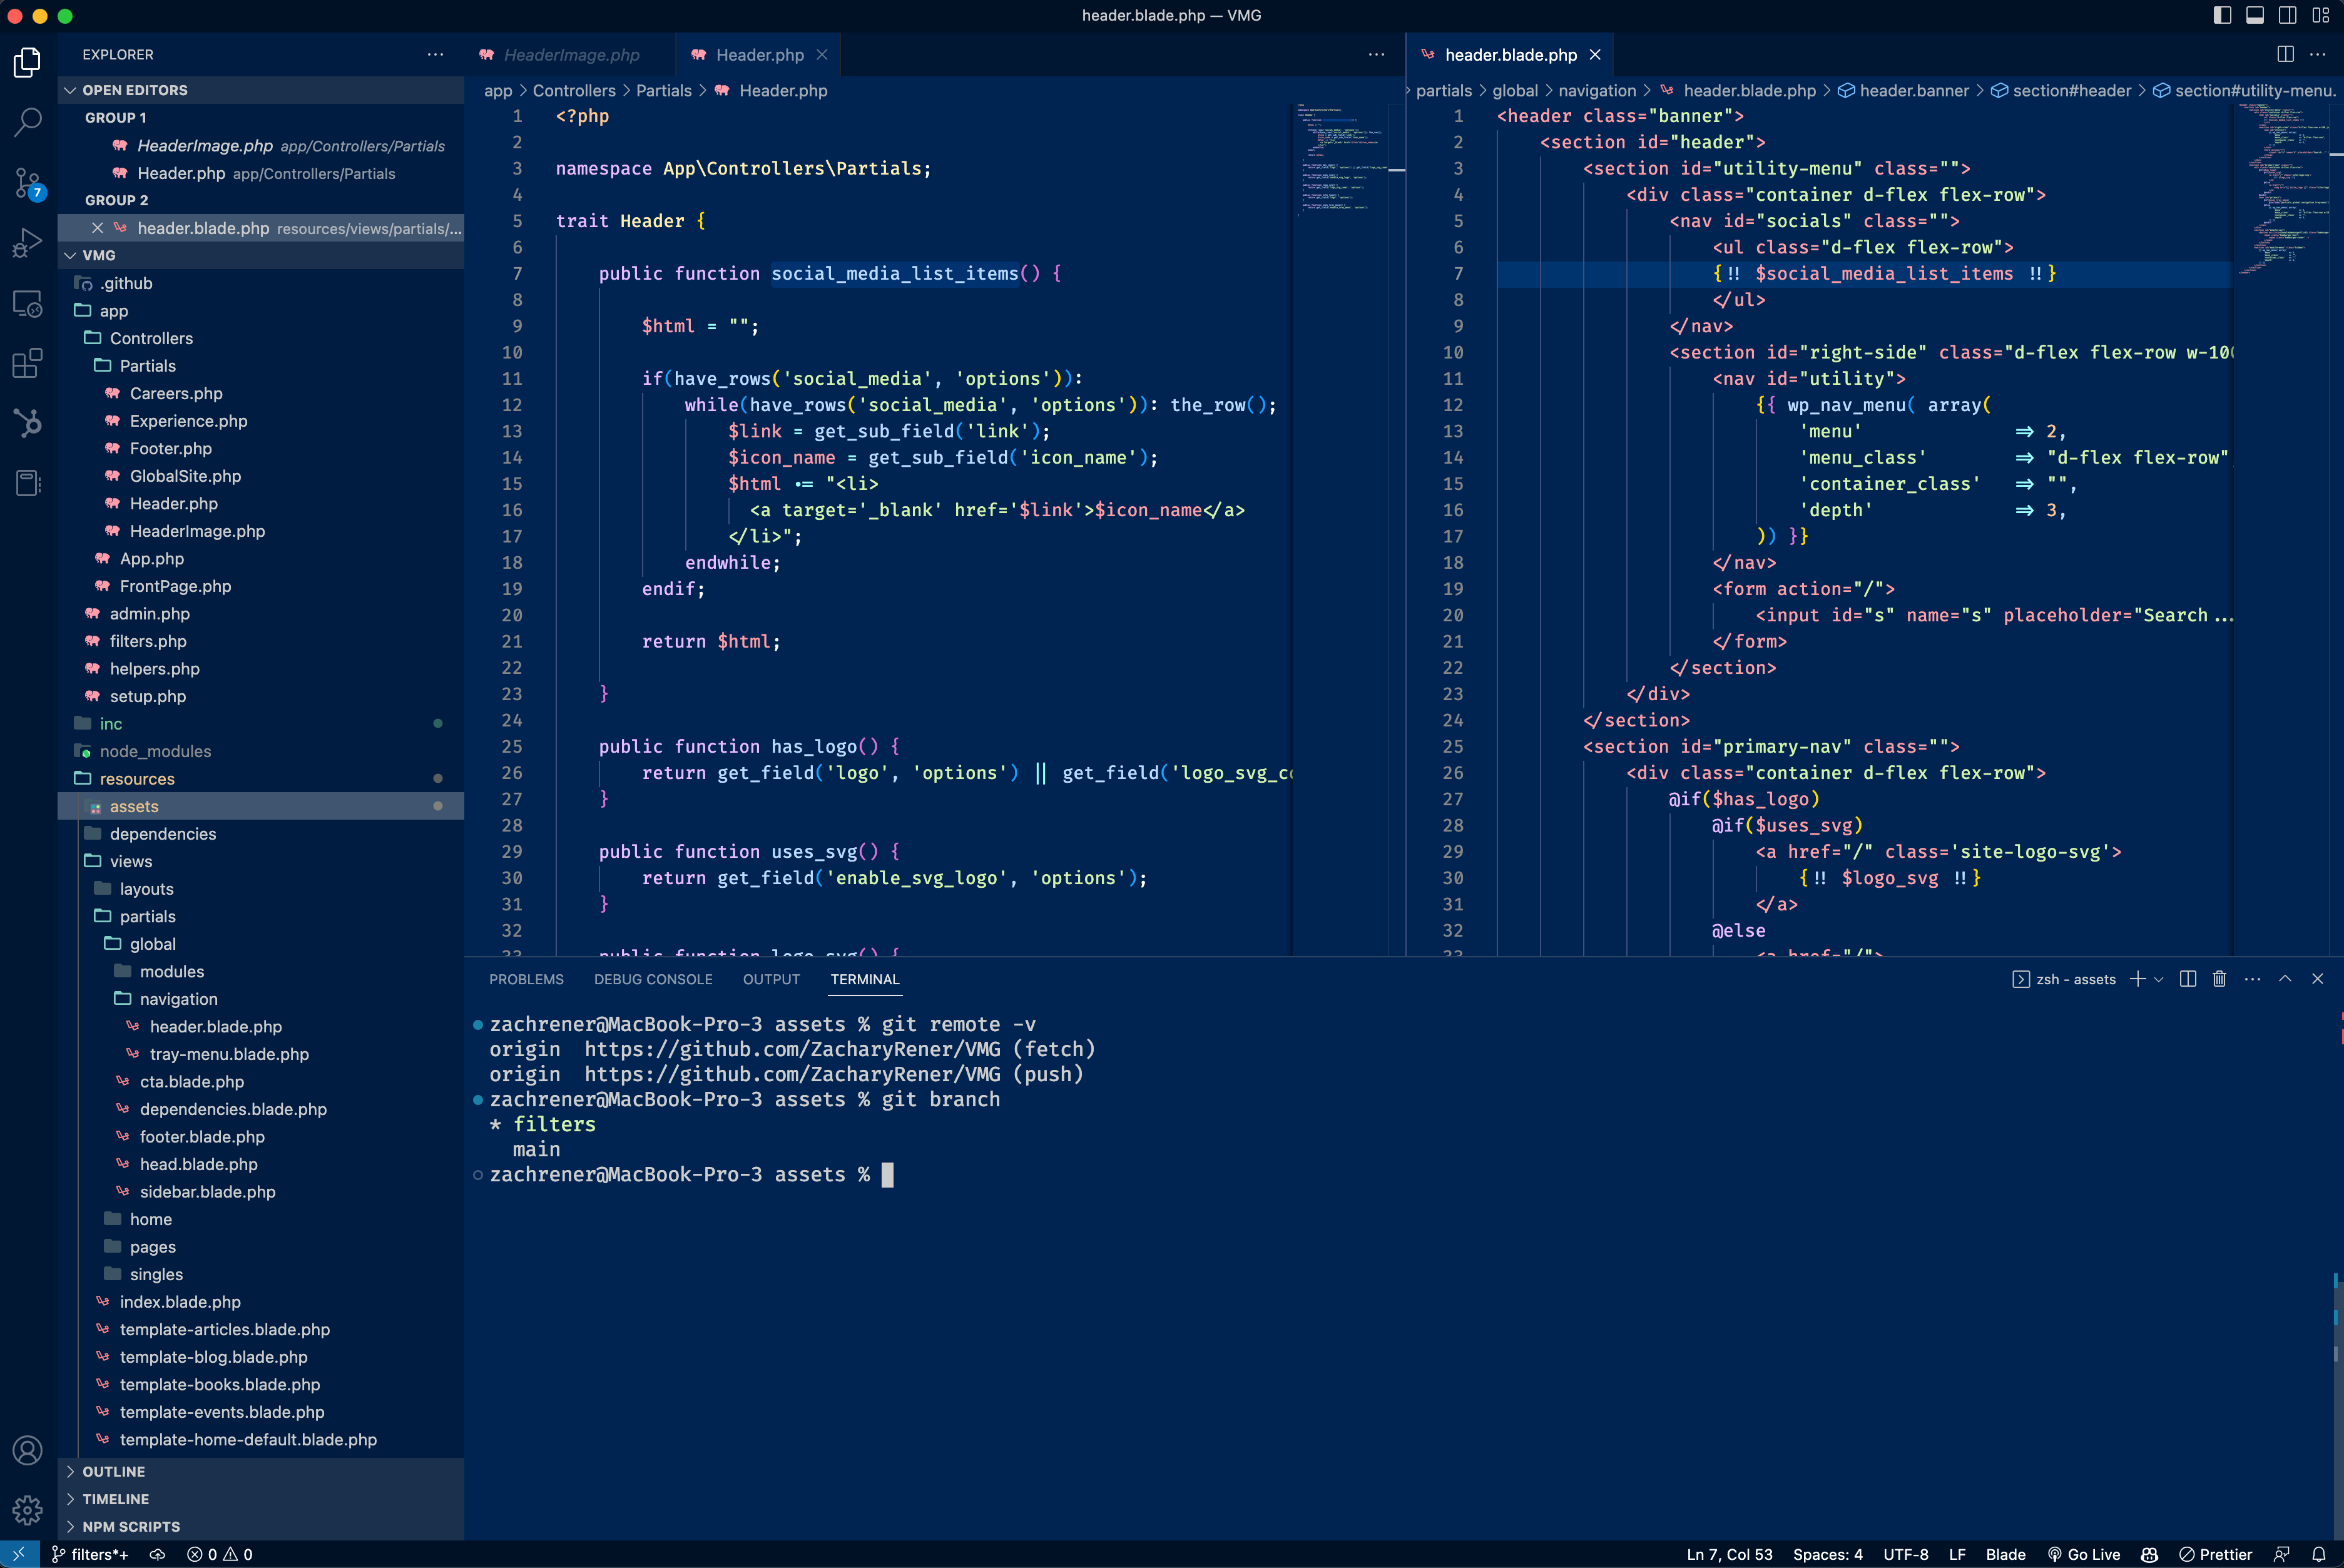 header.blade.php — VMG
EXPLORER
OPEN EDITORS
GROUP 1
HeaderImage.php app/Controllers/Partials
Header.php app/Controllers/Partials
GROUP 2
header.blade.php resources/views/partials/...
VMG
.github
app
Controllers
Partials
Careers.php
Experience.php
Footer.php
GlobalSite.php
Header.php
HeaderImage.php
App.php
FrontPage.php
admin.php
filters.php
helpers.php
setup.php
inc
node_modules
resources
assets
dependencies
views
layouts
partials
global
modules
navigation
header.blade.php
tray-menu.blade.php
cta.blade.php
dependencies.blade.php
footer.blade.php
head.blade.php
sidebar.blade.php
home
pages
singles
index.blade.php
template-articles.blade.php
template-blog.blade.php
template-books.blade.php
template-events.blade.php
template-home-default.blade.php
OUTLINE
TIMELINE
NPM SCRIPTS
7
HeaderImage.php
Header.php
app > Controllers > Partials > Header.php
1 <?php
2
3 namespace App\Controllers\Partials;
4
5 trait Header {
6
7 public function social_media_list_items() {
8
9 $html = "";
10
11 if(have_rows('social_media', 'options')):
12 while(have_rows('social_media', 'options')): the_row();
13 $link = get_sub_field('link');
14 $icon_name = get_sub_field('icon_name');
15 $html .= "<li>
16 <a target='_blank' href='$link'>$icon_name</a>
17 </li>";
18 endwhile;
19 endif;
20
21 return $html;
22
23 }
24
25 public function has_logo() {
26 return get_field('logo', 'options') || get_field('logo_svg_co
27 }
28
29 public function uses_svg() {
30 return get_field('enable_svg_logo', 'options');
31 }
32
33 public function logo_svg() {
header.blade.php
partials > global > navigation > header.blade.php > header.banner > section#header > section#utility-menu.
1 <header class="banner">
2 <section id="header">
3 <section id="utility-menu" class="">
4 <div class="container d-flex flex-row">
5 <nav id="socials" class="">
6 <ul class="d-flex flex-row">
7 {!! $social_media_list_items !!}
8 </ul>
9 </nav>
10 <section id="right-side" class="d-flex flex-row w-100
11 <nav id="utility">
12 {{ wp_nav_menu( array(
13 'menu' => 2,
14 'menu_class' => "d-flex flex-row"
15 'container_class' => "",
16 'depth' => 3,
17 )) }}
18 </nav>
19 <form action="/">
20 <input id="s" name="s" placeholder="Search...
21 </form>
22 </section>
23 </div>
24 </section>
25 <section id="primary-nav" class="">
26 <div class="container d-flex flex-row">
27 @if($has_logo)
28 @if($uses_svg)
29 <a href="/" class='site-logo-svg'>
30 {!! $logo_svg !!}
31 </a>
32 @else
33 <a href="/">
PROBLEMS DEBUG CONSOLE OUTPUT TERMINAL
zsh - assets
zachrener@MacBook-Pro-3 assets % git remote -v
origin https://github.com/ZacharyRener/VMG (fetch)
origin https://github.com/ZacharyRener/VMG (push)
zachrener@MacBook-Pro-3 assets % git branch
* filters
main
zachrener@MacBook-Pro-3 assets %
filters*+ 0 0
Ln 7, Col 53 Spaces: 4 UTF-8 LF Blade Go Live Prettier